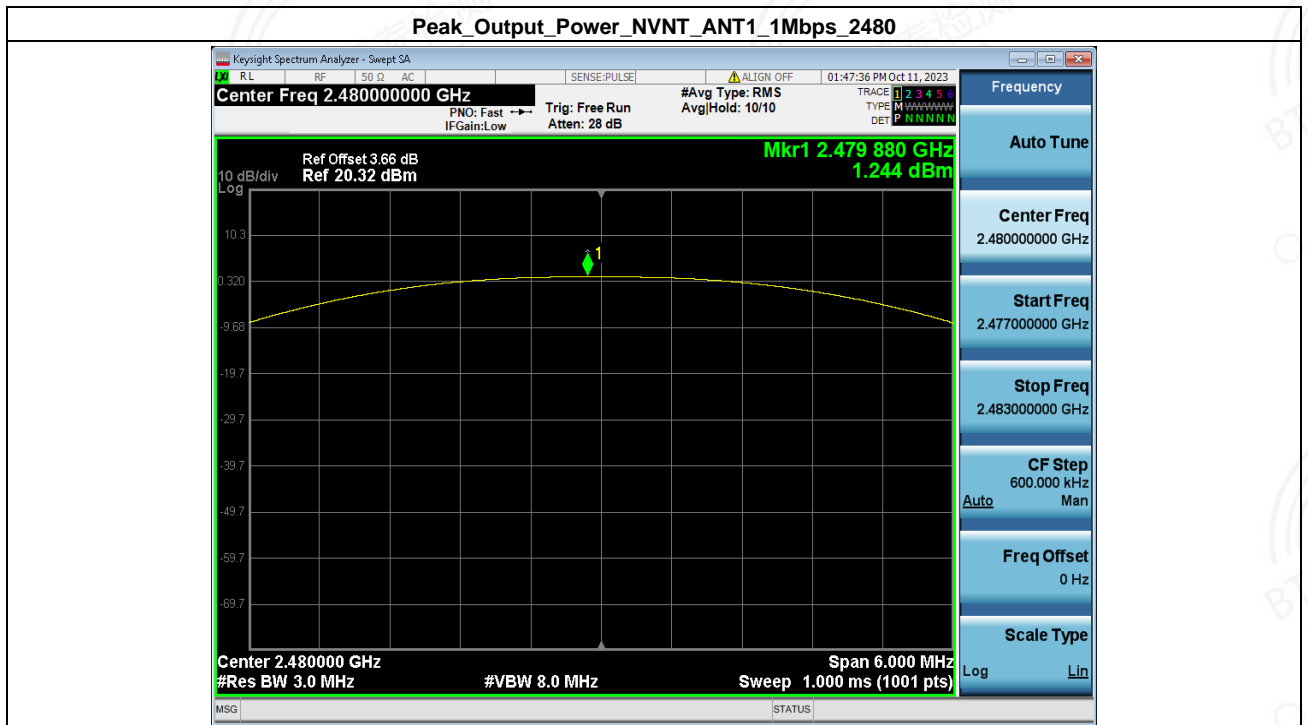 Peak_Output_Power_NVNT_ANT1_1Mbps_2480
Keysight Spectrum Analyzer - Swept SA
LXI RL RF 50 Ω AC SENSE:PULSE ALIGN OFF 01:47:36 PM Oct 11, 2023
Center Freq 2.480000000 GHz
PNO: Fast
IFGain:Low
Trig: Free Run
Atten: 28 dB
#Avg Type: RMS
Avg|Hold: 10/10
TRACE 1 2 3 4 5 6
TYPE M WWWWW
DET P N N N N N
Mkr1 2.479 880 GHz
1.244 dBm
Ref Offset 3.66 dB
10 dB/div Ref 20.32 dBm
Log
10.3
0.320
-9.68
-19.7
-29.7
-39.7
-49.7
-59.7
-69.7
1
Center 2.480000 GHz Span 6.000 MHz
#Res BW 3.0 MHz #VBW 8.0 MHz Sweep 1.000 ms (1001 pts)
MSG STATUS
Frequency
Auto Tune
Center Freq
2.480000000 GHz
Start Freq
2.477000000 GHz
Stop Freq
2.483000000 GHz
CF Step
600.000 kHz
Auto Man
Freq Offset
0 Hz
Scale Type
Log Lin